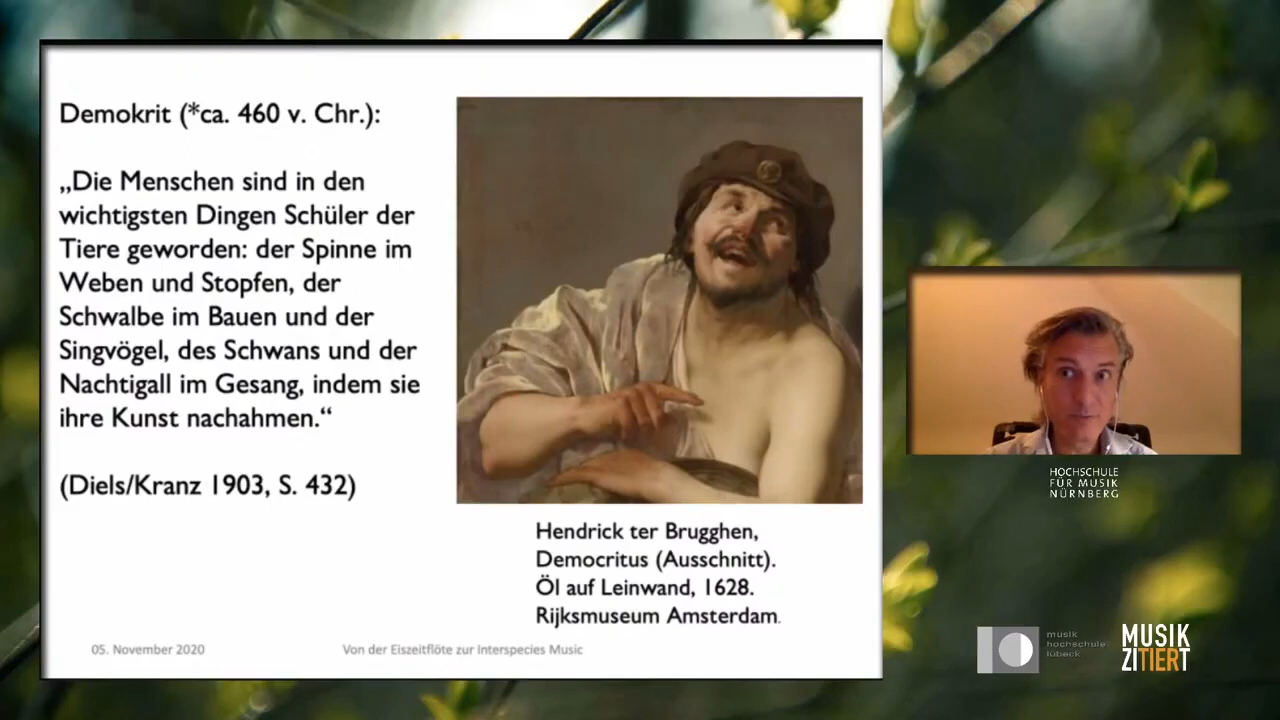 Demokrit (*ca. 460 v. Chr.):
„Die Menschen sind in den
wichtigsten Dingen Schüler der
Tiere geworden: der Spinne im
Weben und Stopfen, der
Schwalbe im Bauen und der
Singvögel, des Schwans und der
Nachtigall im Gesang, indem sie
ihre Kunst nachahmen.“
(Diels/Kranz 1903, S. 432)
Hendrick ter Brugghen,
Democritus (Ausschnitt).
Öl auf Leinwand, 1628.
Rijksmuseum Amsterdam.
05. November 2020
Von der Eiszeitflöte zur Interspecies Music
HOCHSCHULE
FÜR MUSIK
NÜRNBERG
musik
hochschule
lübeck
MUSIK
ZITIERT